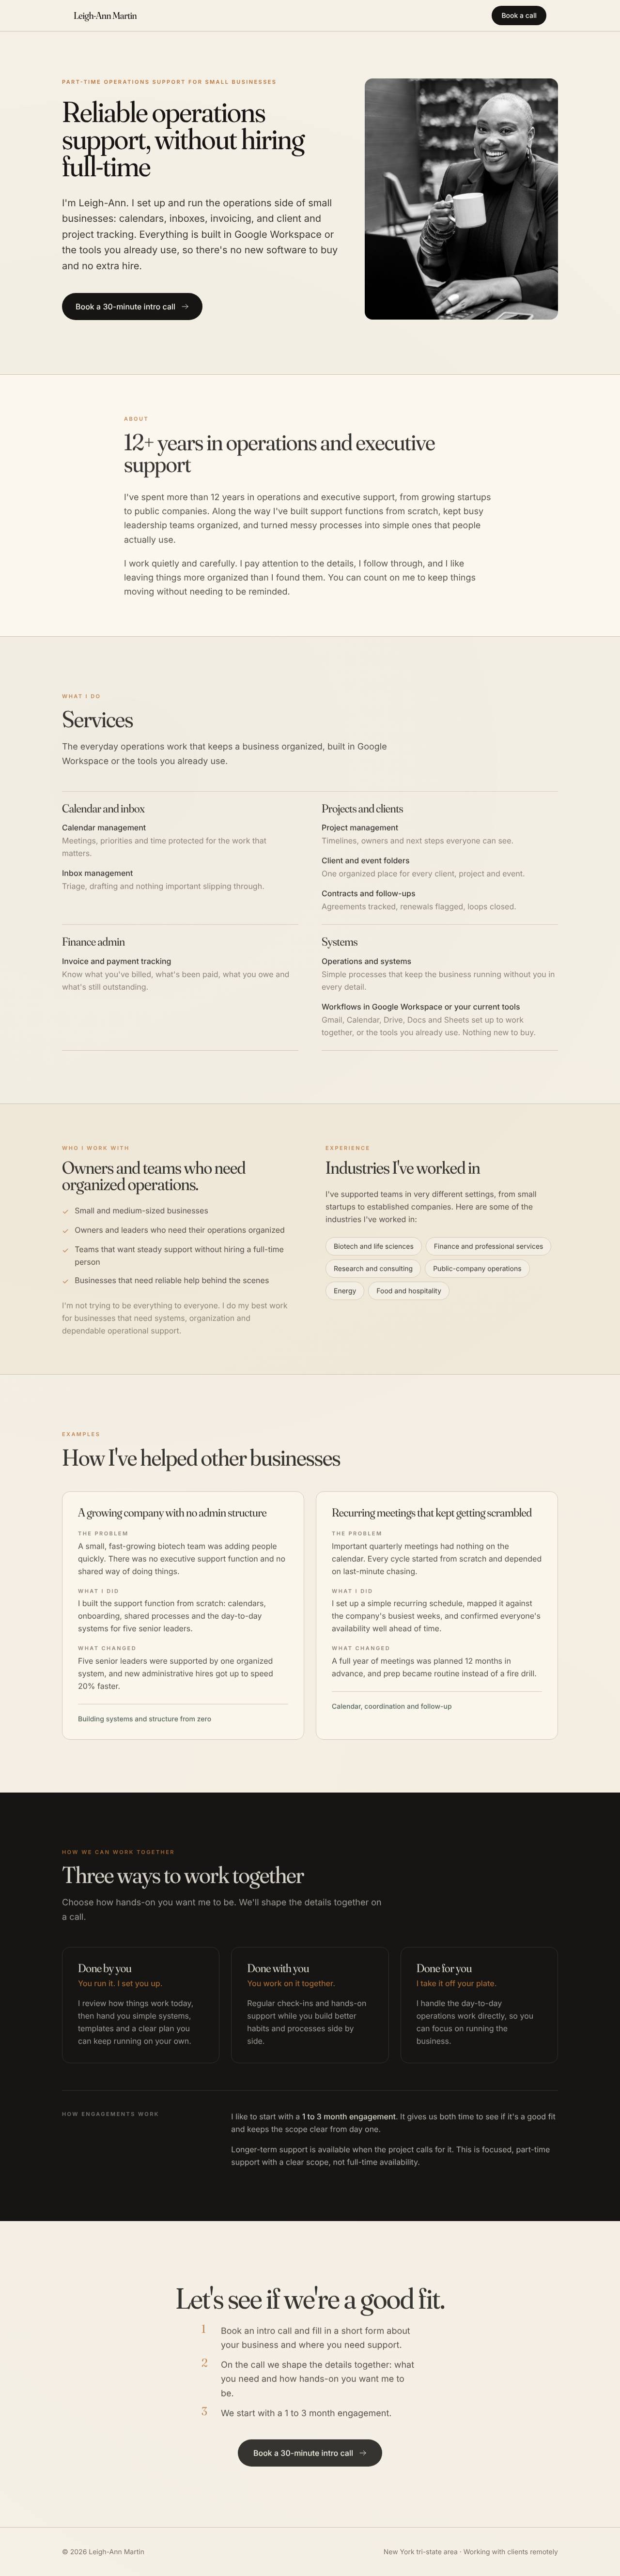 Leigh-Ann Martin
Book a call
PART-TIME OPERATIONS SUPPORT FOR SMALL BUSINESSES
Reliable operations
support, without hiring
full-time
I'm Leigh-Ann. I set up and run the operations side of small
businesses: calendars, inboxes, invoicing, and client and
project tracking. Everything is built in Google Workspace or
the tools you already use, so there's no new software to buy
and no extra hire.
Book a 30-minute intro call →
ABOUT
12+ years in operations and executive
support
I've spent more than 12 years in operations and executive support, from growing startups
to public companies. Along the way I've built support functions from scratch, kept busy
leadership teams organized, and turned messy processes into simple ones that people
actually use.
I work quietly and carefully. I pay attention to the details, I follow through, and I like
leaving things more organized than I found them. You can count on me to keep things
moving without needing to be reminded.
WHAT I DO
Services
The everyday operations work that keeps a business organized, built in Google
Workspace or the tools you already use.
Calendar and inbox
Calendar management
Meetings, priorities and time protected for the work that
matters.
Inbox management
Triage, drafting and nothing important slipping through.
Projects and clients
Project management
Timelines, owners and next steps everyone can see.
Client and event folders
One organized place for every client, project and event.
Contracts and follow-ups
Agreements tracked, renewals flagged, loops closed.
Finance admin
Invoice and payment tracking
Know what you've billed, what's been paid, what you owe and
what's still outstanding.
Systems
Operations and systems
Simple processes that keep the business running without you in
every detail.
Workflows in Google Workspace or your current tools
Gmail, Calendar, Drive, Docs and Sheets set up to work
together, or the tools you already use. Nothing new to buy.
WHO I WORK WITH
Owners and teams who need
organized operations.
✓ Small and medium-sized businesses
✓ Owners and leaders who need their operations organized
✓ Teams that want steady support without hiring a full-time
person
✓ Businesses that need reliable help behind the scenes
I'm not trying to be everything to everyone. I do my best work
for businesses that need systems, organization and
dependable operational support.
EXPERIENCE
Industries I've worked in
I've supported teams in very different settings, from small
startups to established companies. Here are some of the
industries I've worked in:
Biotech and life sciences
Finance and professional services
Research and consulting
Public-company operations
Energy
Food and hospitality
EXAMPLES
How I've helped other businesses
A growing company with no admin structure
THE PROBLEM
A small, fast-growing biotech team was adding people
quickly. There was no executive support function and no
shared way of doing things.
WHAT I DID
I built the support function from scratch: calendars,
onboarding, shared processes and the day-to-day
systems for five senior leaders.
WHAT CHANGED
Five senior leaders were supported by one organized
system, and new administrative hires got up to speed
20% faster.
Building systems and structure from zero
Recurring meetings that kept getting scrambled
THE PROBLEM
Important quarterly meetings had nothing on the
calendar. Every cycle started from scratch and depended
on last-minute chasing.
WHAT I DID
I set up a simple recurring schedule, mapped it against
the company's busiest weeks, and confirmed everyone's
availability well ahead of time.
WHAT CHANGED
A full year of meetings was planned 12 months in
advance, and prep became routine instead of a fire drill.
Calendar, coordination and follow-up
HOW WE CAN WORK TOGETHER
Three ways to work together
Choose how hands-on you want me to be. We'll shape the details together on
a call.
Done by you
You run it. I set you up.
I review how things work today,
then hand you simple systems,
templates and a clear plan you
can keep running on your own.
Done with you
You work on it together.
Regular check-ins and hands-on
support while you build better
habits and processes side by
side.
Done for you
I take it off your plate.
I handle the day-to-day
operations work directly, so you
can focus on running the
business.
HOW ENGAGEMENTS WORK
I like to start with a 1 to 3 month engagement. It gives us both time to see if it's a good fit
and keeps the scope clear from day one.
Longer-term support is available when the project calls for it. This is focused, part-time
support with a clear scope, not full-time availability.
Let's see if we're a good fit.
1 Book an intro call and fill in a short form about
your business and where you need support.
2 On the call we shape the details together: what
you need and how hands-on you want me to
be.
3 We start with a 1 to 3 month engagement.
Book a 30-minute intro call →
© 2026 Leigh-Ann Martin
New York tri-state area · Working with clients remotely